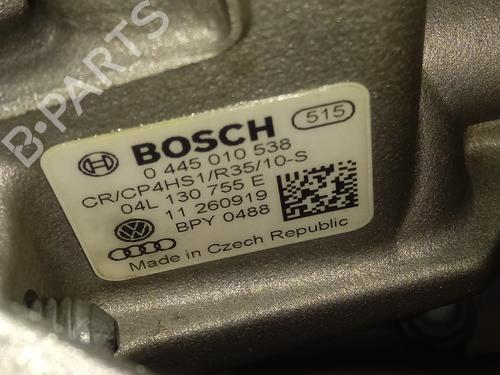 B-PARTS
BOSCH 515
0 445 010 538
CR/CP4HS1/R35/10-S
04L 130 755 E
11 260919
BPY 0488
Made in Czech Republic